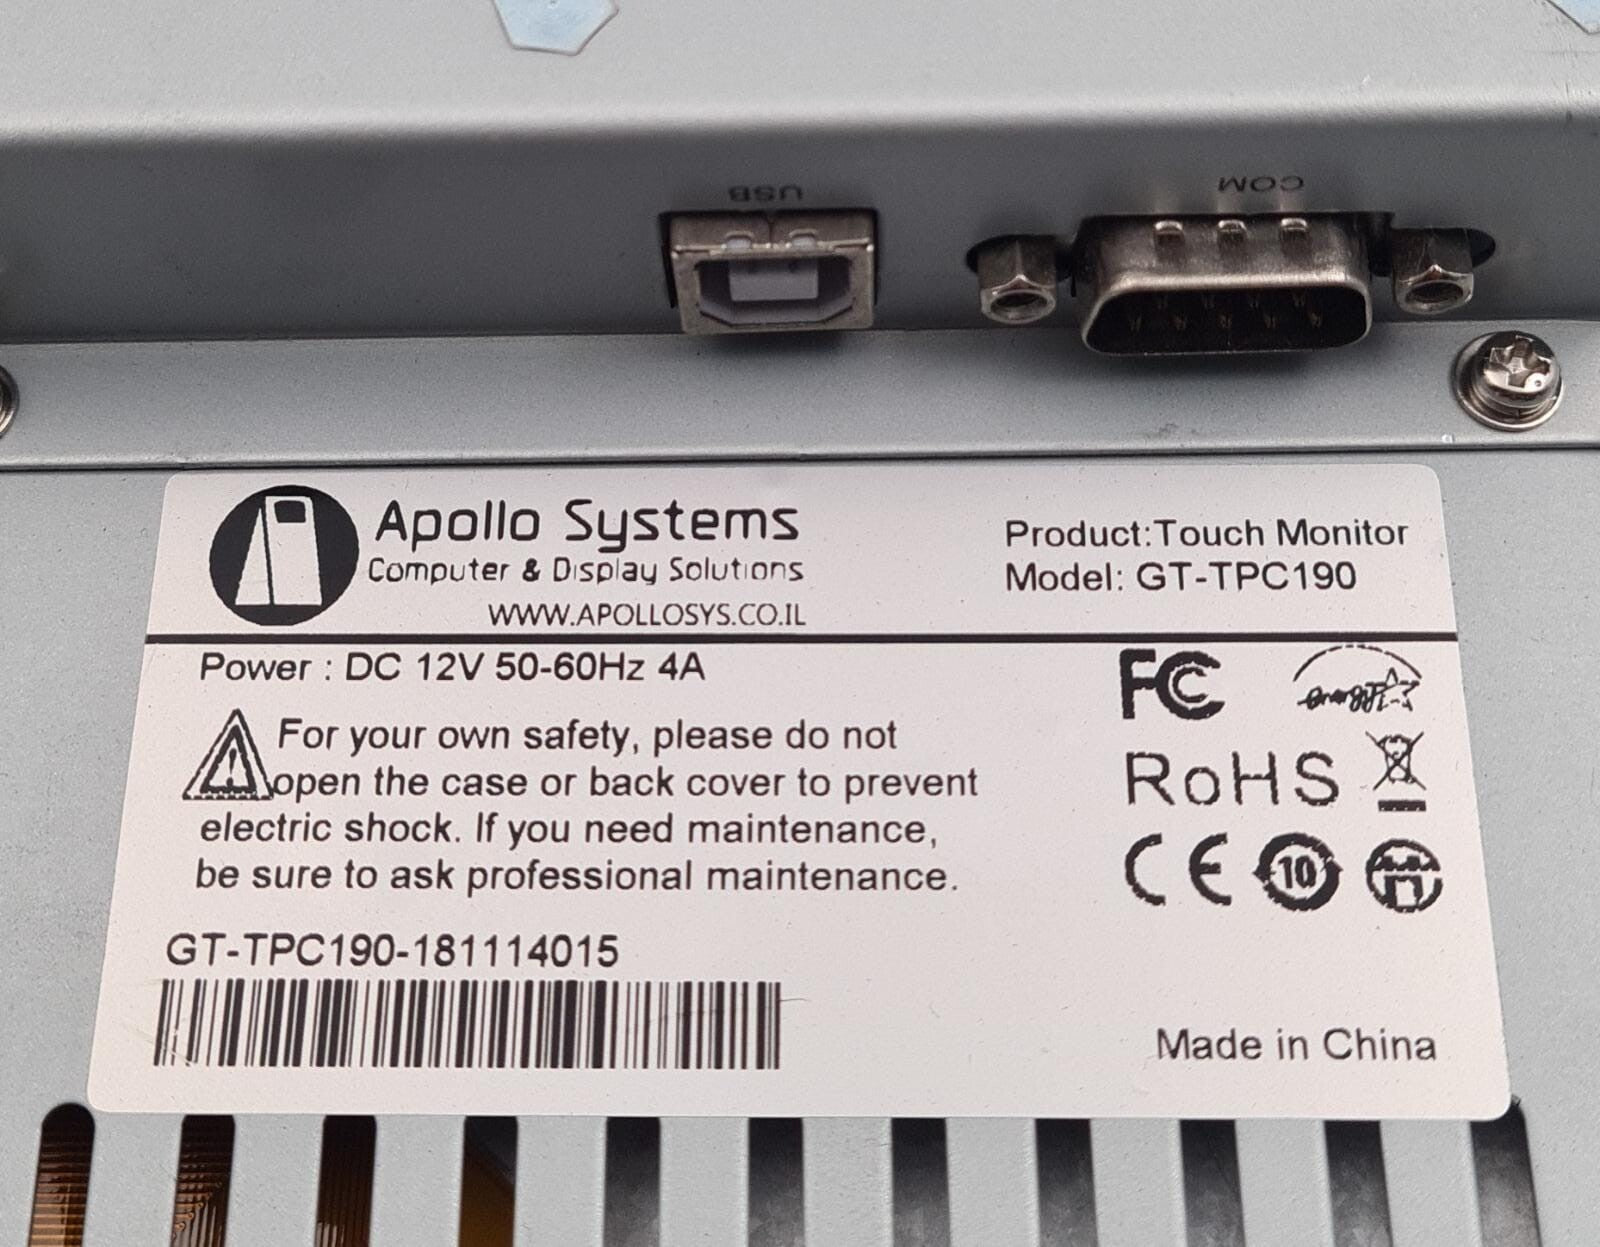 USB
COM
Apollo Systems
Computer & Display Solutions
WWW.APOLLOSYS.CO.IL
Product:Touch Monitor
Model: GT-TPC190
Power : DC 12V 50-60Hz 4A
FC
energy
For your own safety, please do not
open the case or back cover to prevent
electric shock. If you need maintenance,
be sure to ask professional maintenance.
RoHS
CE
10
GT-TPC190-181114015
Made in China